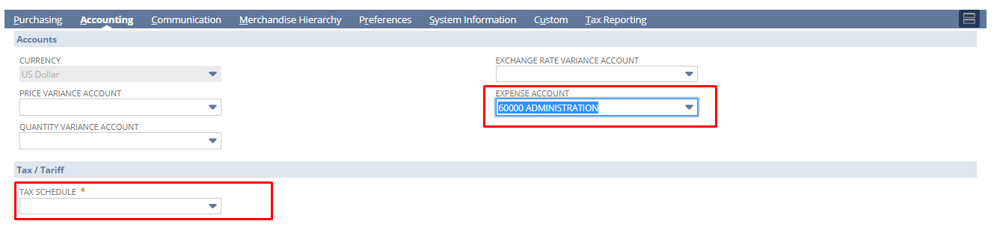 Purchasing Accounting Communication Merchandise Hierarchy Preferences System Information Custom Tax Reporting
Accounts
CURRENCY
US Dollar
PRICE VARIANCE ACCOUNT
QUANTITY VARIANCE ACCOUNT
EXCHANGE RATE VARIANCE ACCOUNT
EXPENSE ACCOUNT
60000 ADMINISTRATION
Tax / Tariff
TAX SCHEDULE *